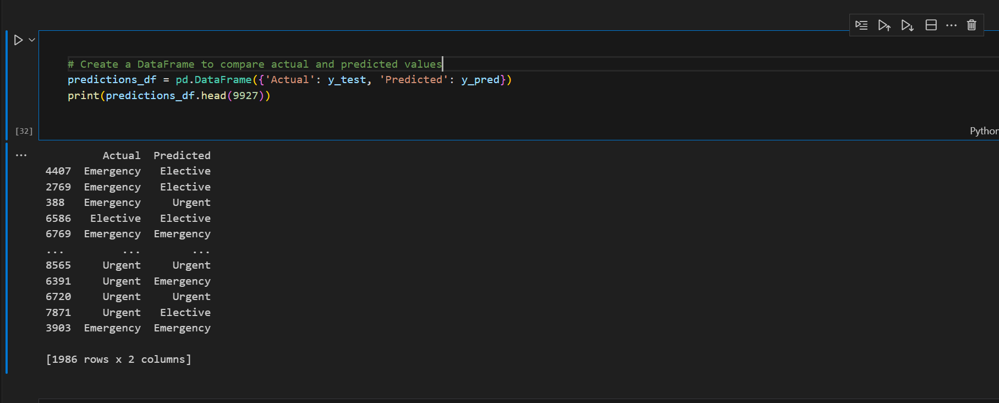 # Create a DataFrame to compare actual and predicted values
predictions_df = pd.DataFrame({'Actual': y_test, 'Predicted': y_pred})
print(predictions_df.head(9927))
[32]
Python
...
Actual Predicted
4407 Emergency Elective
2769 Emergency Elective
388 Emergency Urgent
6586 Elective Elective
6769 Emergency Emergency
... ... ...
8565 Urgent Urgent
6391 Urgent Emergency
6720 Urgent Urgent
7871 Urgent Elective
3903 Emergency Emergency
[1986 rows x 2 columns]